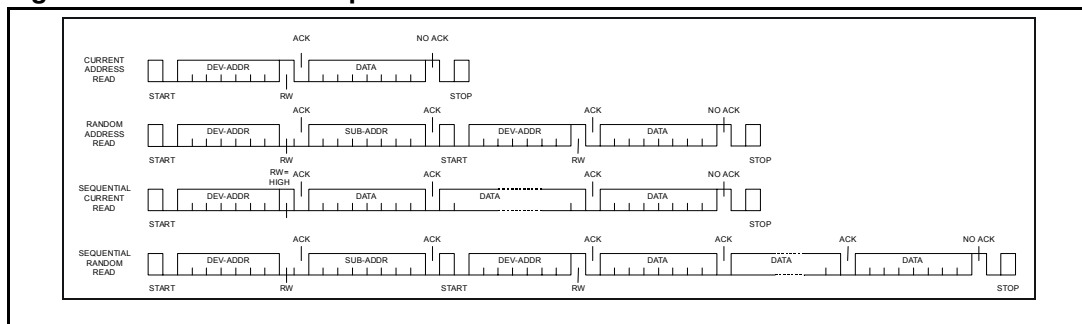 ACK NO ACK
CURRENT
ADDRESS
READ
DEV-ADDR DATA
START RW STOP
ACK ACK ACK NO ACK
RANDOM
ADDRESS
READ
DEV-ADDR SUB-ADDR DEV-ADDR DATA
START RW START RW STOP
RW=
HIGH
ACK ACK ACK NO ACK
SEQUENTIAL
CURRENT
READ
DEV-ADDR DATA DATA DATA
START STOP
ACK ACK ACK ACK ACK NO ACK
SEQUENTIAL
RANDOM
READ
DEV-ADDR SUB-ADDR DEV-ADDR DATA DATA DATA
START RW START RW STOP